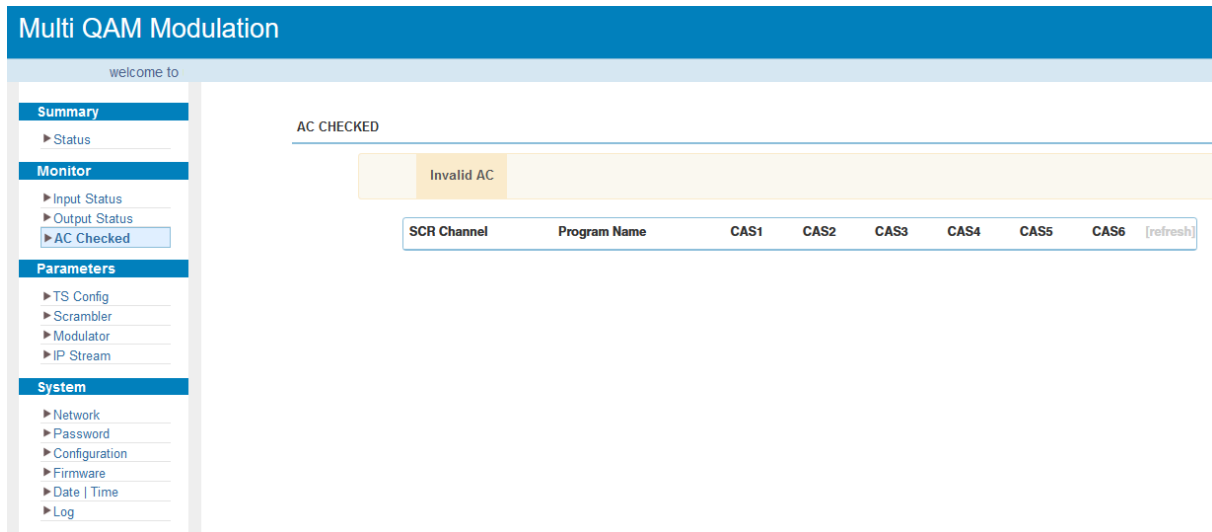 Multi QAM Modulation
welcome to
Summary
Status
Monitor
Input Status
Output Status
AC Checked
Parameters
TS Config
Scrambler
Modulator
IP Stream
System
Network
Password
Configuration
Firmware
Date | Time
Log
AC CHECKED
Invalid AC
SCR Channel Program Name CAS1 CAS2 CAS3 CAS4 CAS5 CAS6 [refresh]